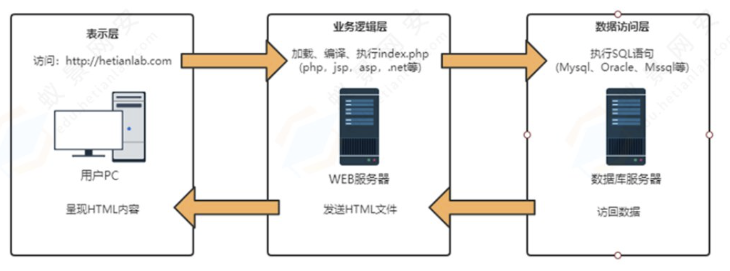 表示层
访问：http://hetianlab.com
用户PC
呈现HTML内容
业务逻辑层
加载、编译、执行index.php
(php，jsp，asp，.net等)
WEB服务器
发送HTML文件
数据访问层
执行SQL语句
(Mysql、Oracle、Mssql等)
数据库服务器
访回数据